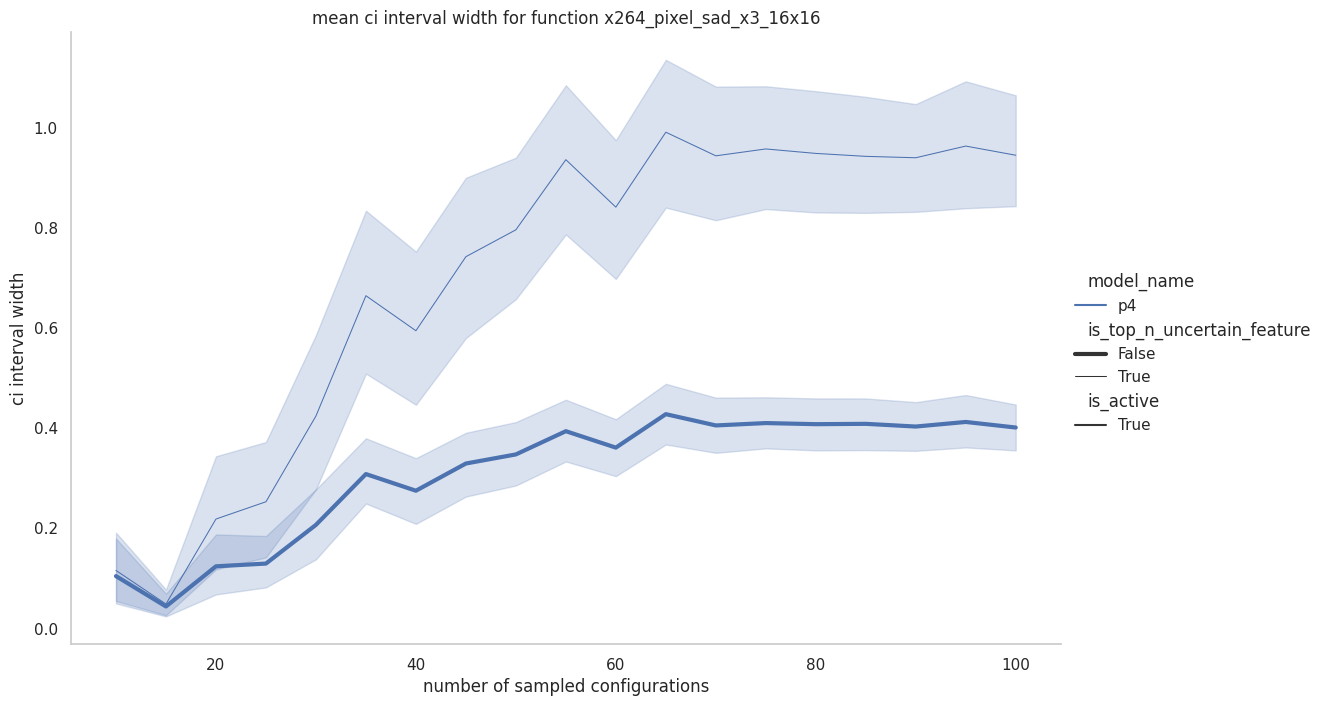 mean ci interval width for function x264_pixel_sad_x3_16x16
ci interval width
1.0
0.8
0.6
0.4
0.2
0.0
20
40
60
80
100
number of sampled configurations
model_name
p4
is_top_n_uncertain_feature
False
True
is_active
True